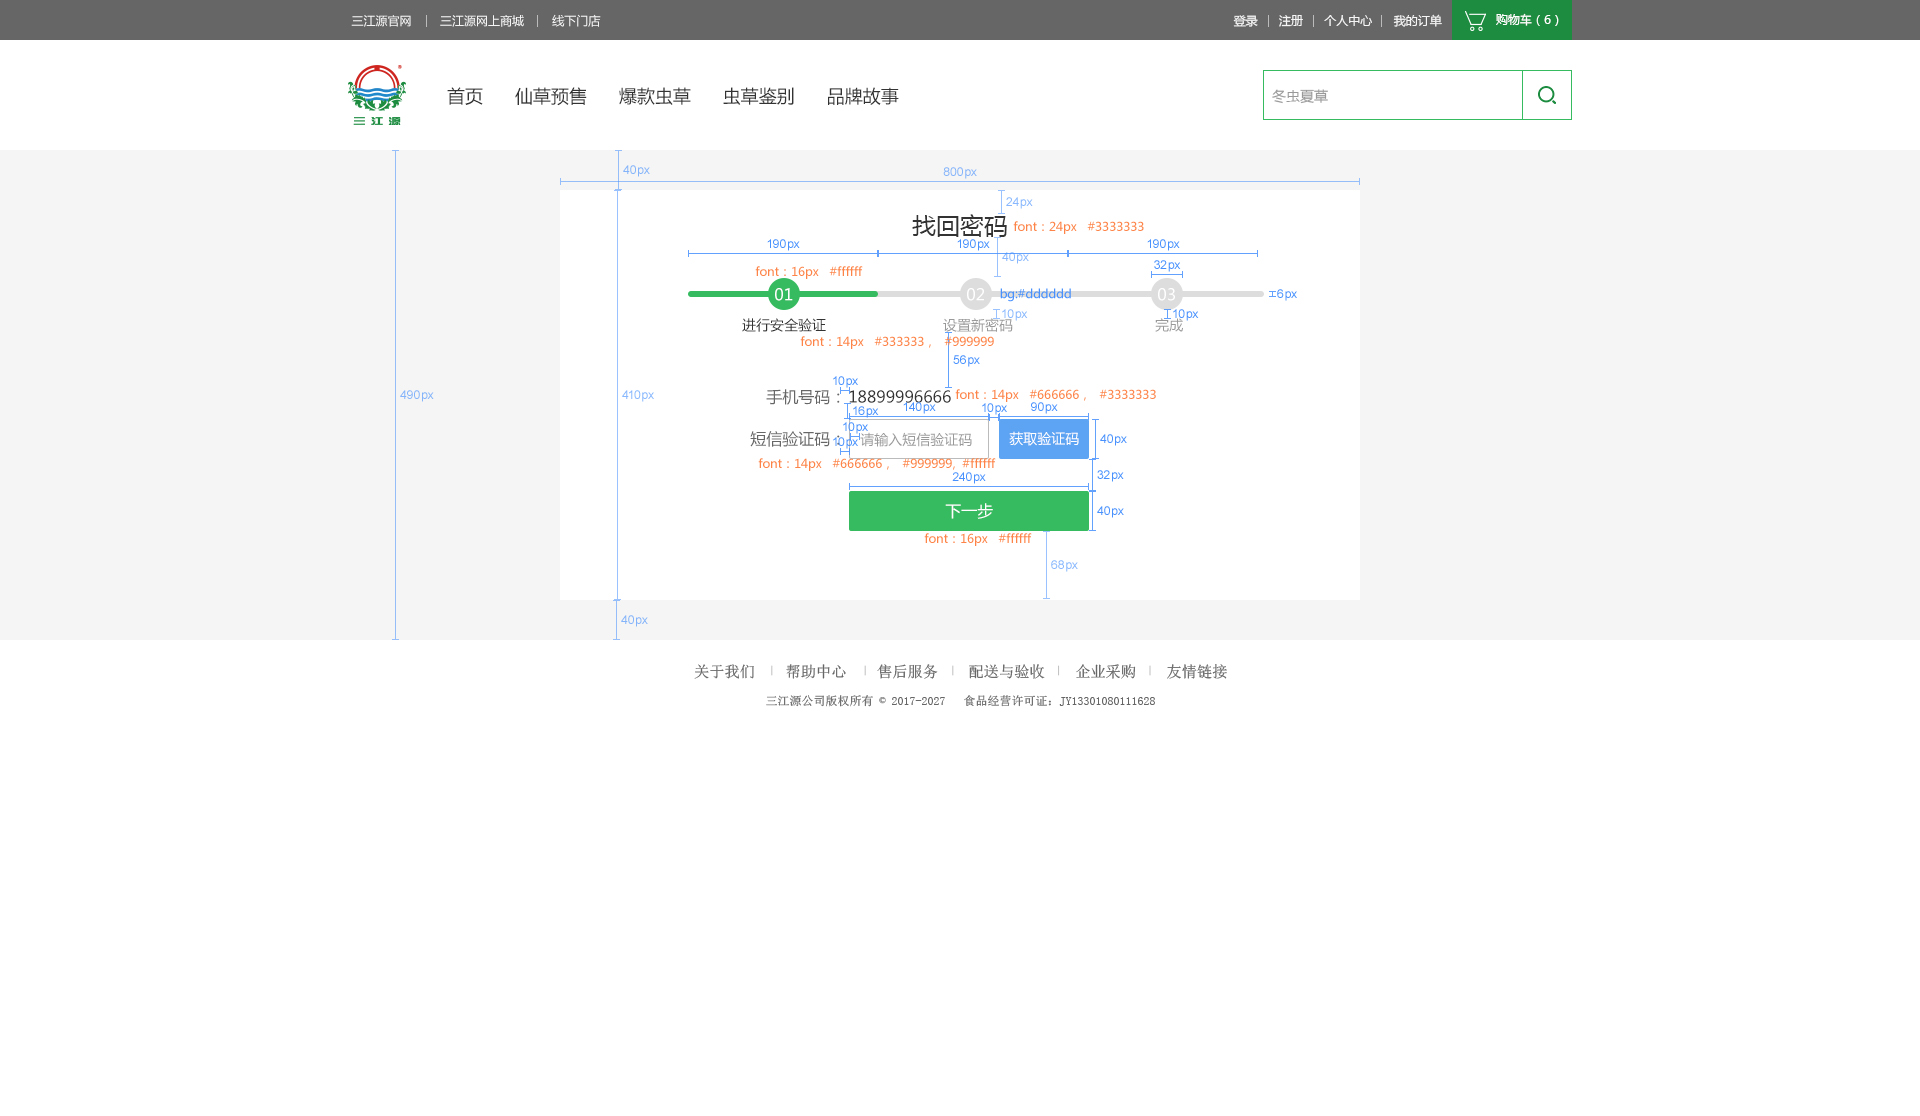 三江源官网 | 三江源网上商城 | 线下门店 登录 | 注册 | 个人中心 | 我的订单 购物车 ( 6 )
三江源
首页 仙草预售 爆款虫草 虫草鉴别 品牌故事 冬虫夏草
40px
800px
24px
找回密码 font : 24px #3333333
190px 190px 190px
40px
font : 16px #ffffff 32px
01 02 bg:#dddddd 03 6px
10px 10px
进行安全验证 设置新密码 完成
font : 14px #333333 , #999999
56px
10px
490px 410px 手机号码 : 18899996666 font : 14px #666666 , #3333333
16px 140px 10px 90px
10px
短信验证码 : 10px 请输入短信验证码 获取验证码 40px
font : 14px #666666 , #999999, #ffffff
240px 32px
下一步 40px
font : 16px #ffffff
68px
40px
关于我们 | 帮助中心 | 售后服务 | 配送与验收 | 企业采购 | 友情链接
三江源公司版权所有 © 2017-2027 食品经营许可证: JY13301080111628